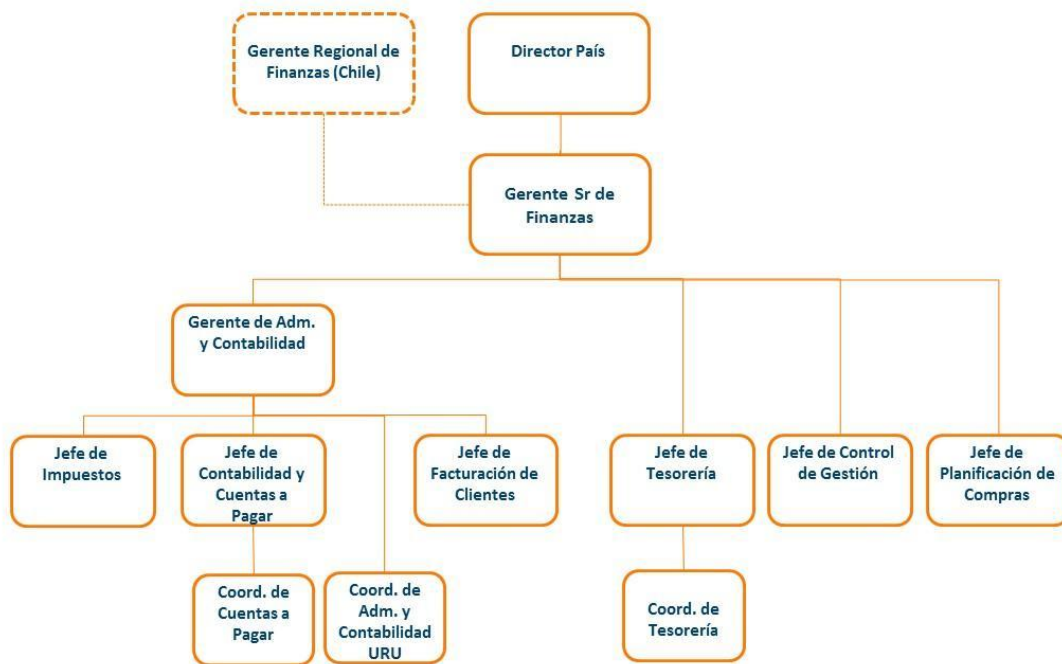 Gerente Regional de
Finanzas (Chile)
Director País
Gerente Sr de
Finanzas
Gerente de Adm.
y Contabilidad
Jefe de
Impuestos
Jefe de
Contabilidad y
Cuentas a
Pagar
Jefe de
Facturación de
Clientes
Jefe de
Tesorería
Jefe de Control
de Gestión
Jefe de
Planificación de
Compras
Coord. de
Cuentas a
Pagar
Coord. de
Adm. y
Contabilidad
URU
Coord. de
Tesorería